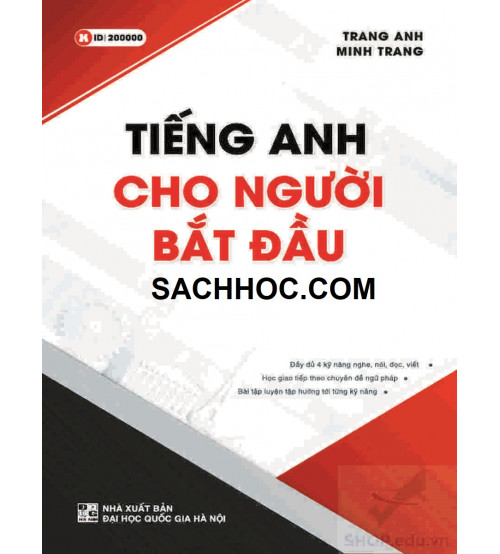 ID | 200000
TRANG ANH
MINH TRANG
TIẾNG ANH
CHO NGƯỜI
BẮT ĐẦU
SACHHOC.COM
Đầy đủ 4 kỹ năng nghe, nói, đọc, viết •
Học giao tiếp theo chuyên đề ngữ pháp •
Bài tập luyện tập hướng tới từng kỹ năng •
NHÀ XUẤT BẢN
ĐẠI HỌC QUỐC GIA HÀ NỘI
SHOP.edu.vn